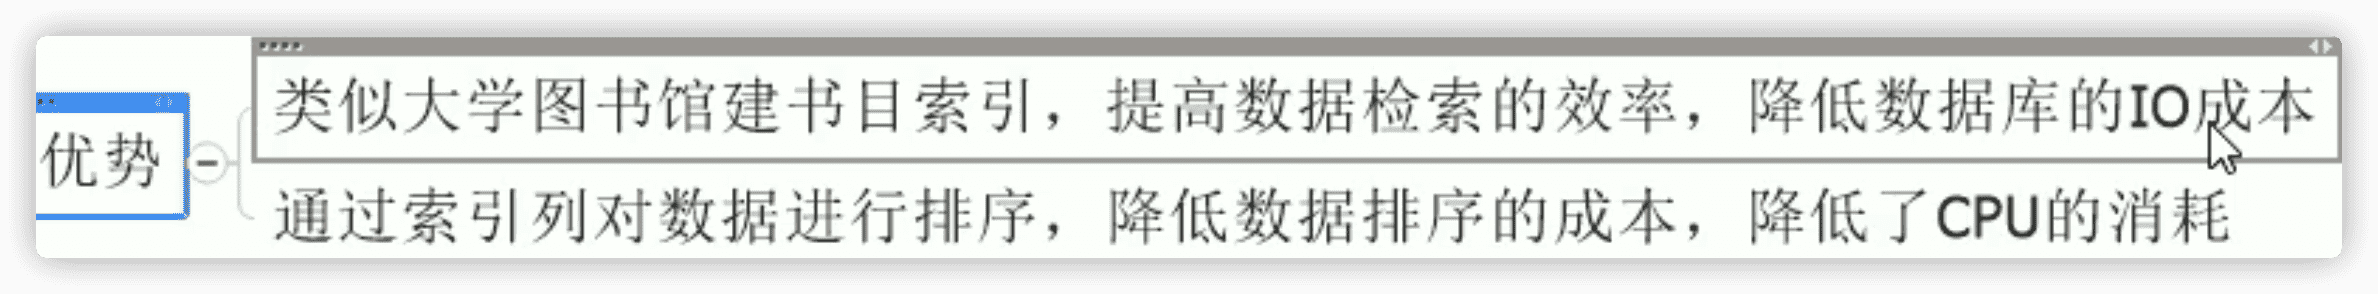 优势
类似大学图书馆建书目索引，提高数据检索的效率，降低数据库的IO成本
通过索引列对数据进行排序，降低数据排序的成本，降低了CPU的消耗